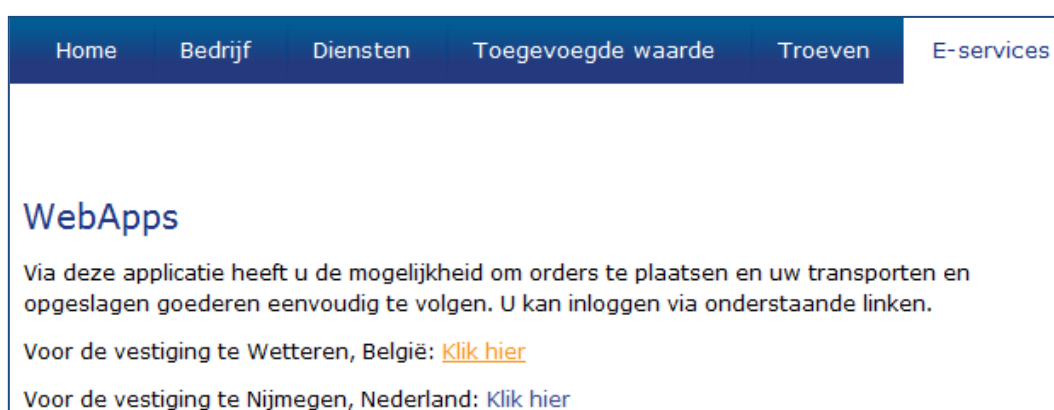 Home Bedrijf Diensten Toegevoegde waarde Troeven E-services
WebApps
Via deze applicatie heeft u de mogelijkheid om orders te plaatsen en uw transporten en
opgeslagen goederen eenvoudig te volgen. U kan inloggen via onderstaande linken.
Voor de vestiging te Wetteren, België: Klik hier
Voor de vestiging te Nijmegen, Nederland: Klik hier